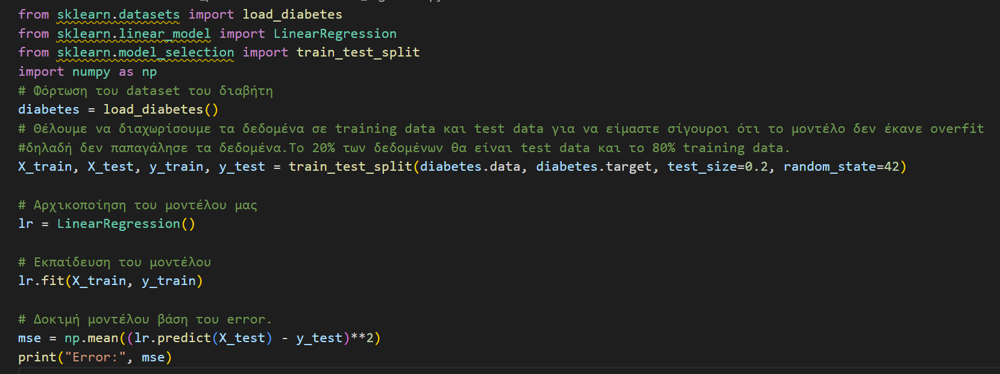 from sklearn.datasets import load_diabetes
from sklearn.linear_model import LinearRegression
from sklearn.model_selection import train_test_split
import numpy as np
# Φόρτωση του dataset του διαβήτη
diabetes = load_diabetes()
# Θέλουμε να διαχωρίσουμε τα δεδομένα σε training data και test data για να είμαστε σίγουροι ότι το μοντέλο δεν έκανε overfit
#δηλαδή δεν παπαγάλησε τα δεδομένα.Το 20% των δεδομένων θα είναι test data και το 80% training data.
X_train, X_test, y_train, y_test = train_test_split(diabetes.data, diabetes.target, test_size=0.2, random_state=42)
# Αρχικοποίηση του μοντέλου μας
lr = LinearRegression()
# Εκπαίδευση του μοντέλου
lr.fit(X_train, y_train)
# Δοκιμή μοντέλου βάση του error.
mse = np.mean((lr.predict(X_test) - y_test)**2)
print("Error:", mse)